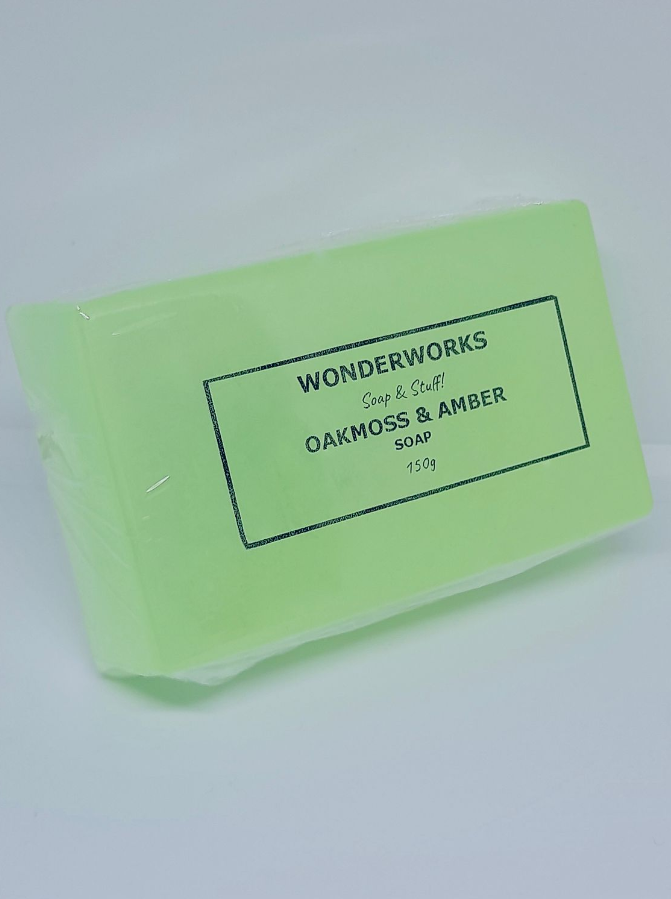 WONDERWORKS
Soap & Stuff!
OAKMOSS & AMBER
SOAP
150g